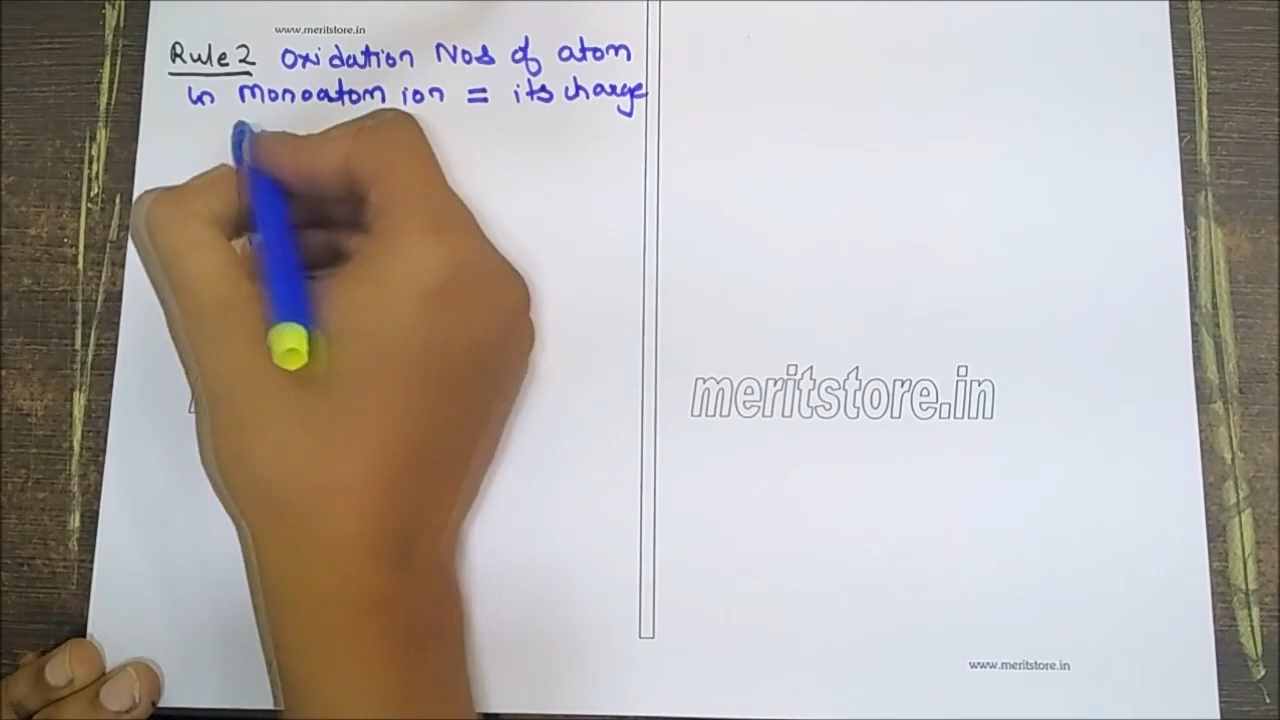 www.meritstore.in
Rule 2 Oxidation Nos of atom
in Monoatom ion = its charge
meritstore.in
www.meritstore.in